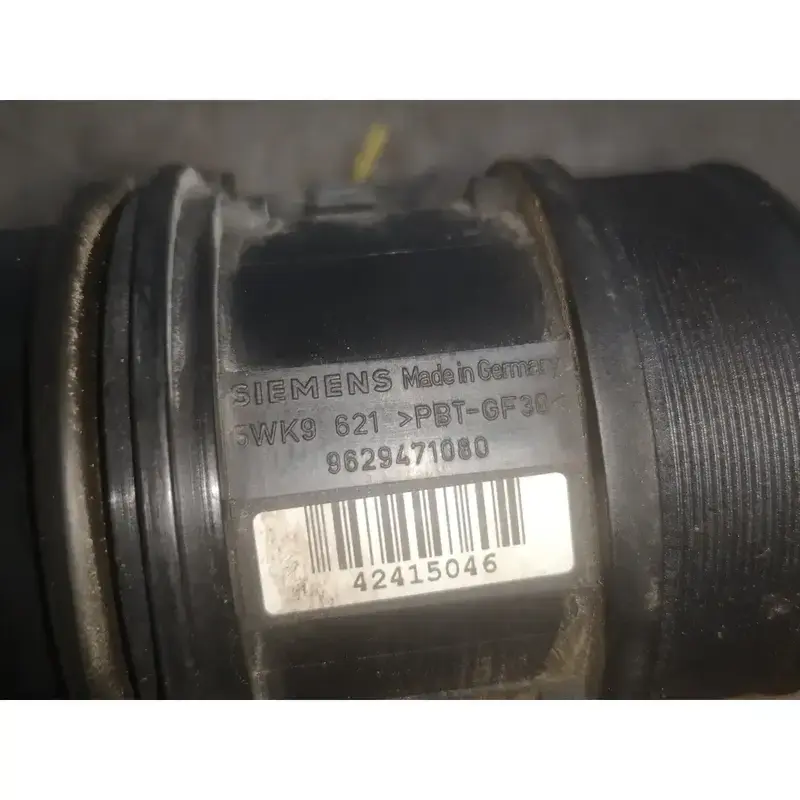 SIEMENS Made in Germany
5WK9 621 >PBT-GF30<
9629471080
42415046